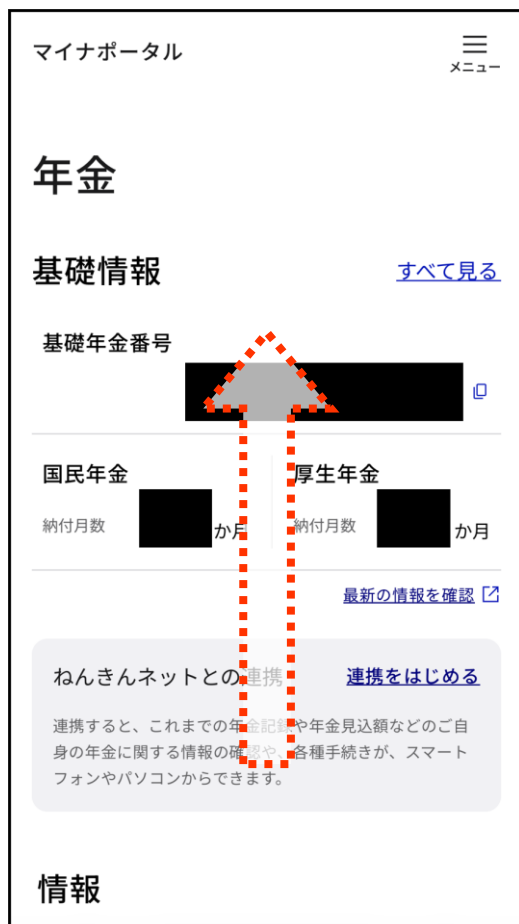 マイナポータル
メニュー
年金
基礎情報
すべて見る
基礎年金番号
国民年金
厚生年金
納付月数 か月
納付月数 か月
最新の情報を確認
ねんきんネットとの連携
連携をはじめる
連携すると、これまでの年金記録や年金見込額などのご自
身の年金に関する情報の確認や、各種手続きが、スマート
フォンやパソコンからできます。
情報